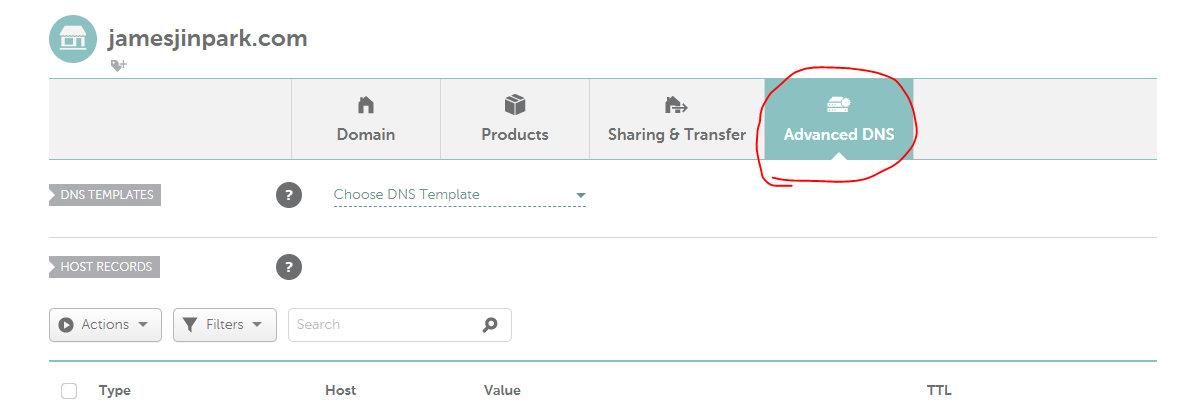 jamesjinpark.com
Domain Products Sharing & Transfer Advanced DNS
DNS TEMPLATES ? Choose DNS Template
HOST RECORDS ?
Actions Filters Search
Type Host Value TTL